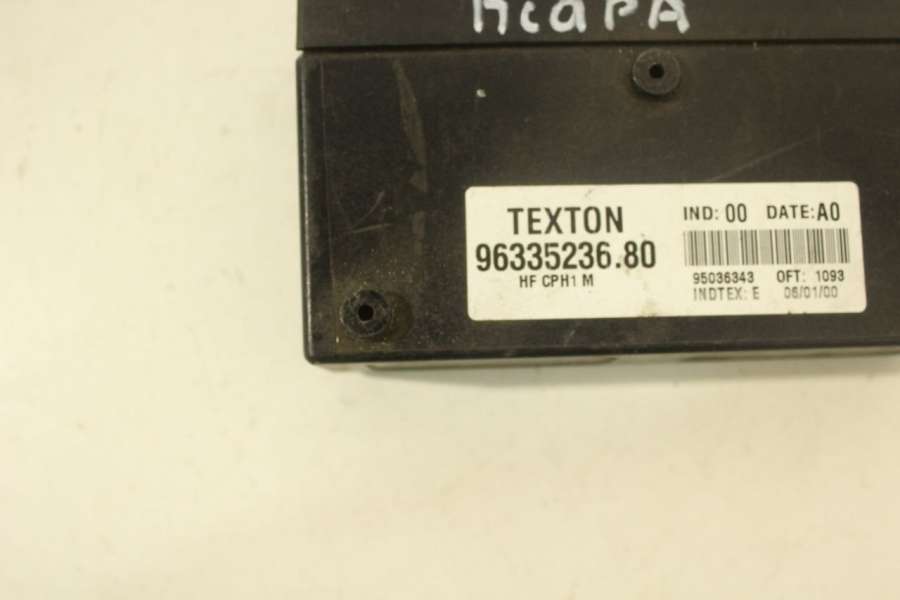 TEXTON
96335236.80
HF CPH1 M
IND: 00 DATE: A0
95036343 OFT: 1093
INDTEX: E 06/01/00